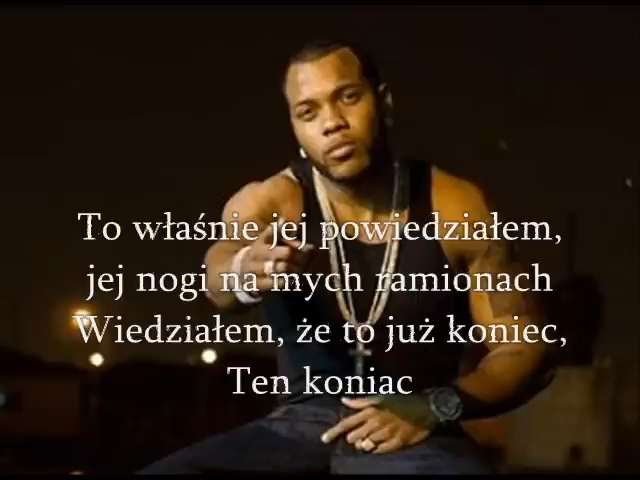 To właśnie jej powiedziałem,
jej nogi na mych ramionach
Wiedziałem, że to już koniec,
Ten koniac